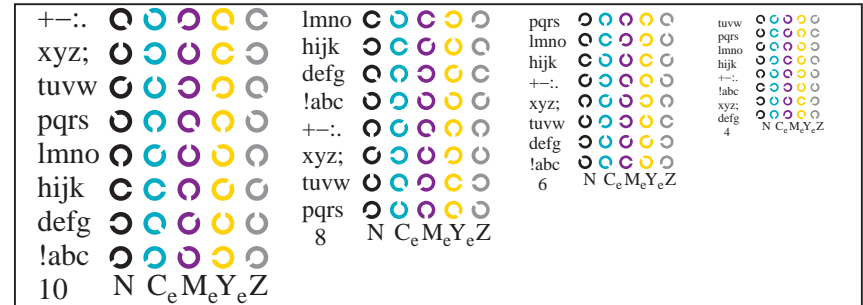 +−:.
xyz;
tuvw
pqrs
lmno
hijk
defg
!abc
10 N CeMeYeZ
lmno
hijk
defg
!abc
+−:.
xyz;
tuvw
pqrs
8 N CeMeYeZ
pqrs
lmno
hijk
+−:.
xyz;
tuvw
defg
!abc
6 N CeMeYeZ
tuvw
pqrs
lmno
hijk
+−:.
!abc
xyz;
defg
4 N CeMeYeZ